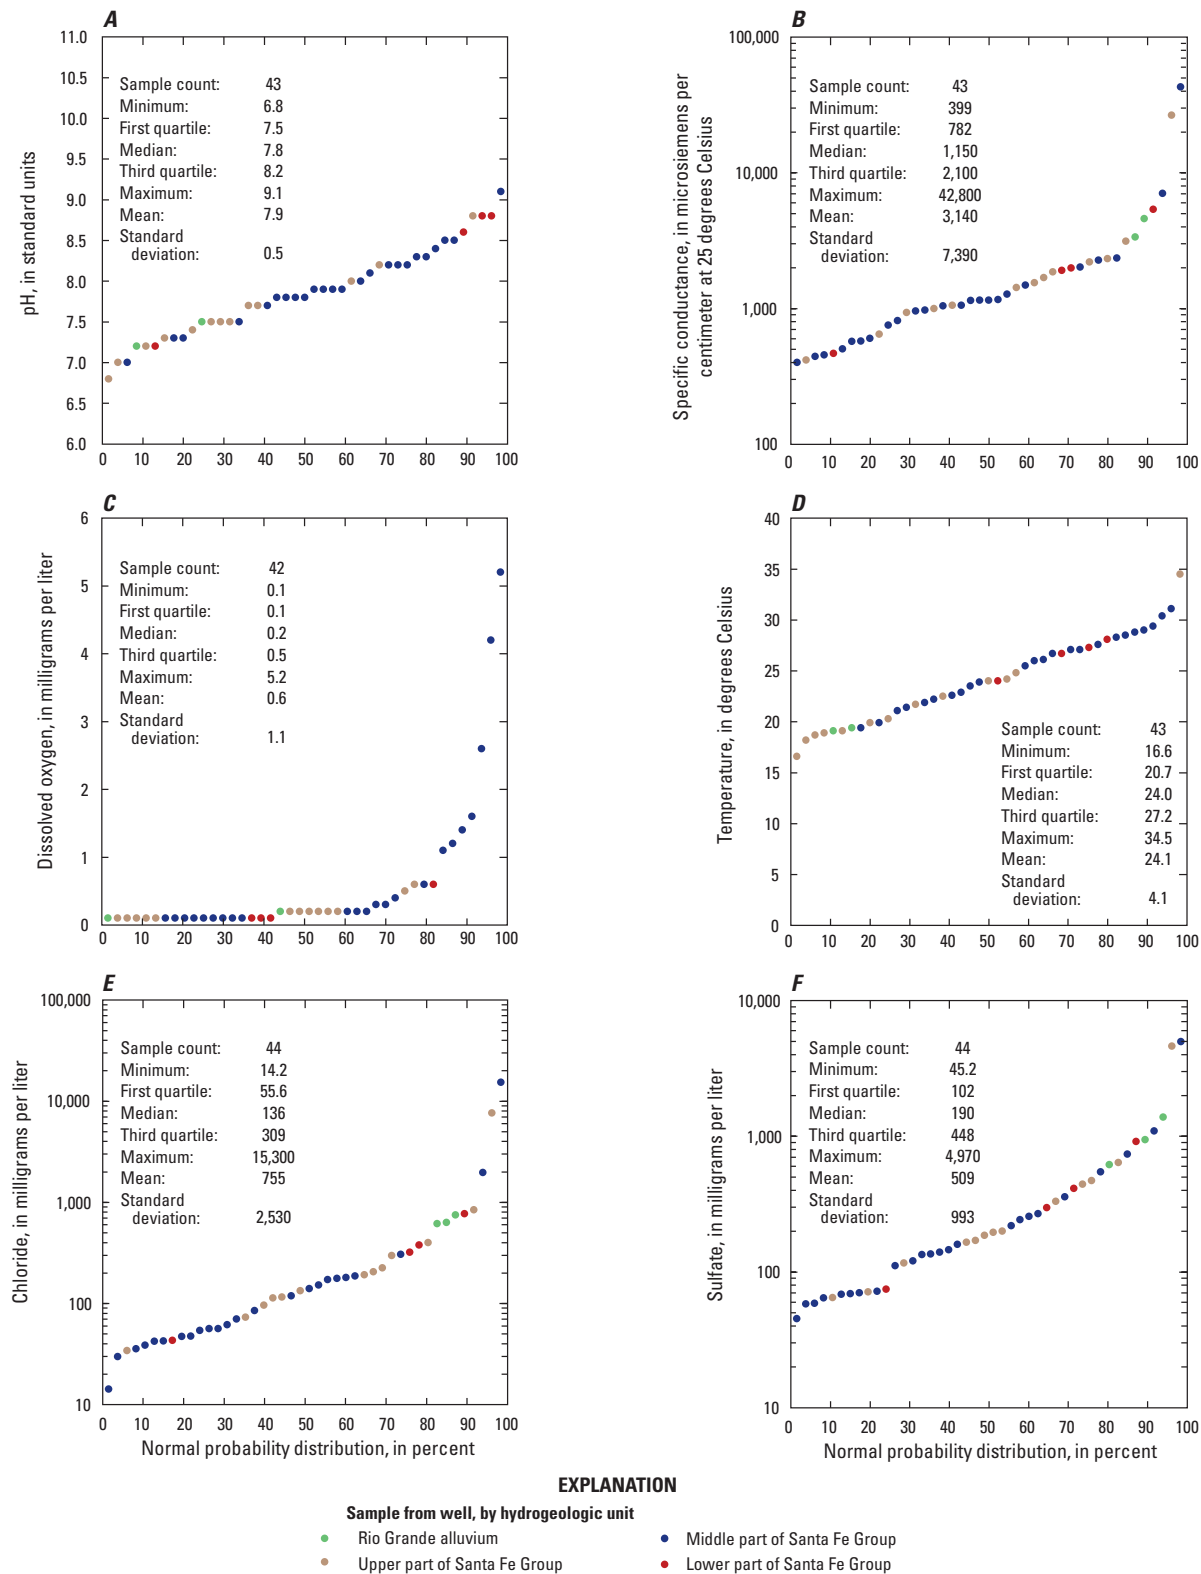 A
11.0
10.5
10.0
9.5
9.0
8.5
8.0
7.5
7.0
6.5
6.0
pH, in standard units
Sample count: 43
Minimum: 6.8
First quartile: 7.5
Median: 7.8
Third quartile: 8.2
Maximum: 9.1
Mean: 7.9
Standard
deviation: 0.5
0 10 20 30 40 50 60 70 80 90 100
B
100,000
10,000
1,000
100
Specific conductance, in microsiemens per
centimeter at 25 degrees Celsius
Sample count: 43
Minimum: 399
First quartile: 782
Median: 1,150
Third quartile: 2,100
Maximum: 42,800
Mean: 3,140
Standard
deviation: 7,390
0 10 20 30 40 50 60 70 80 90 100
C
6
5
4
3
2
1
0
Dissolved oxygen, in milligrams per liter
Sample count: 42
Minimum: 0.1
First quartile: 0.1
Median: 0.2
Third quartile: 0.5
Maximum: 5.2
Mean: 0.6
Standard
deviation: 1.1
0 10 20 30 40 50 60 70 80 90 100
D
40
35
30
25
20
15
10
5
0
Temperature, in degrees Celsius
Sample count: 43
Minimum: 16.6
First quartile: 20.7
Median: 24.0
Third quartile: 27.2
Maximum: 34.5
Mean: 24.1
Standard
deviation: 4.1
0 10 20 30 40 50 60 70 80 90 100
E
100,000
10,000
1,000
100
10
Chloride, in milligrams per liter
Sample count: 44
Minimum: 14.2
First quartile: 55.6
Median: 136
Third quartile: 309
Maximum: 15,300
Mean: 755
Standard
deviation: 2,530
0 10 20 30 40 50 60 70 80 90 100
Normal probability distribution, in percent
F
10,000
1,000
100
10
Sulfate, in milligrams per liter
Sample count: 44
Minimum: 45.2
First quartile: 102
Median: 190
Third quartile: 448
Maximum: 4,970
Mean: 509
Standard
deviation: 993
0 10 20 30 40 50 60 70 80 90 100
Normal probability distribution, in percent
EXPLANATION
Sample from well, by hydrogeologic unit
Rio Grande alluvium
Upper part of Santa Fe Group
Middle part of Santa Fe Group
Lower part of Santa Fe Group